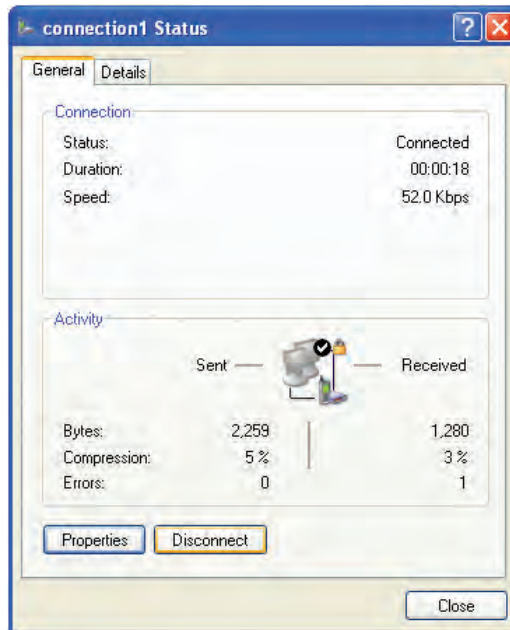 connection1 Status
General Details
Connection
Status: Connected
Duration: 00:00:18
Speed: 52.0 Kbps
Activity
Sent Received
Bytes: 2,259 1,280
Compression: 5 % 3 %
Errors: 0 1
Properties Disconnect
Close